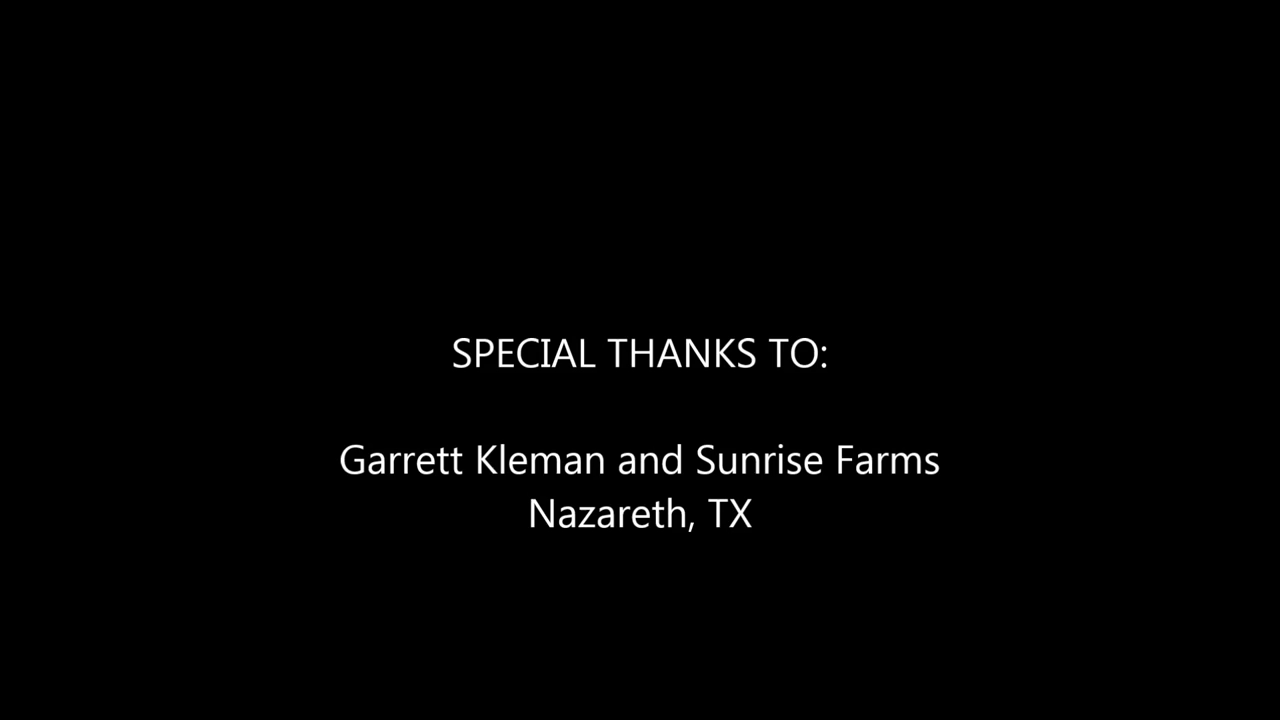 SPECIAL THANKS TO:
Garrett Kleman and Sunrise Farms
Nazareth, TX